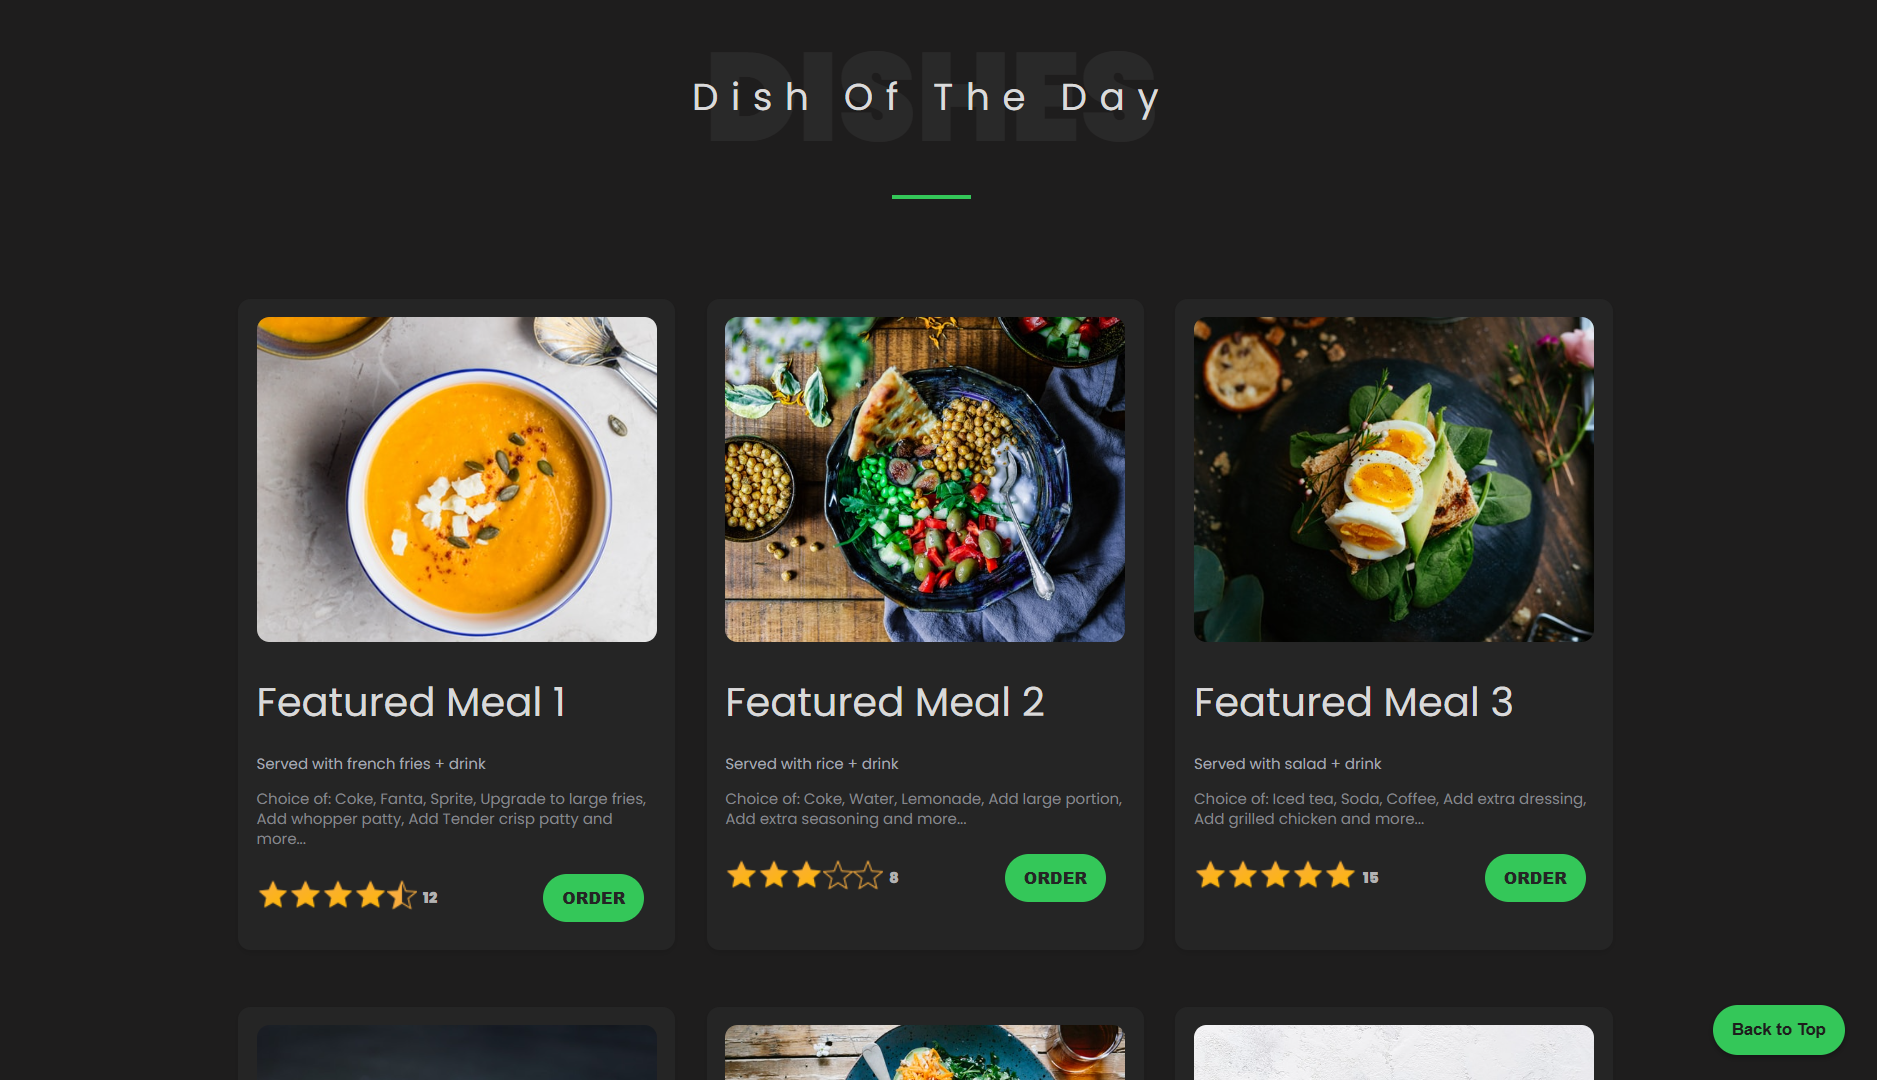 DISHES
Dish Of The Day
Featured Meal 1
Served with french fries + drink
Choice of: Coke, Fanta, Sprite, Upgrade to large fries,
Add whopper patty, Add Tender crisp patty and
more...
12
ORDER
Featured Meal 2
Served with rice + drink
Choice of: Coke, Water, Lemonade, Add large portion,
Add extra seasoning and more...
8
ORDER
Featured Meal 3
Served with salad + drink
Choice of: Iced tea, Soda, Coffee, Add extra dressing,
Add grilled chicken and more...
15
ORDER
Back to Top